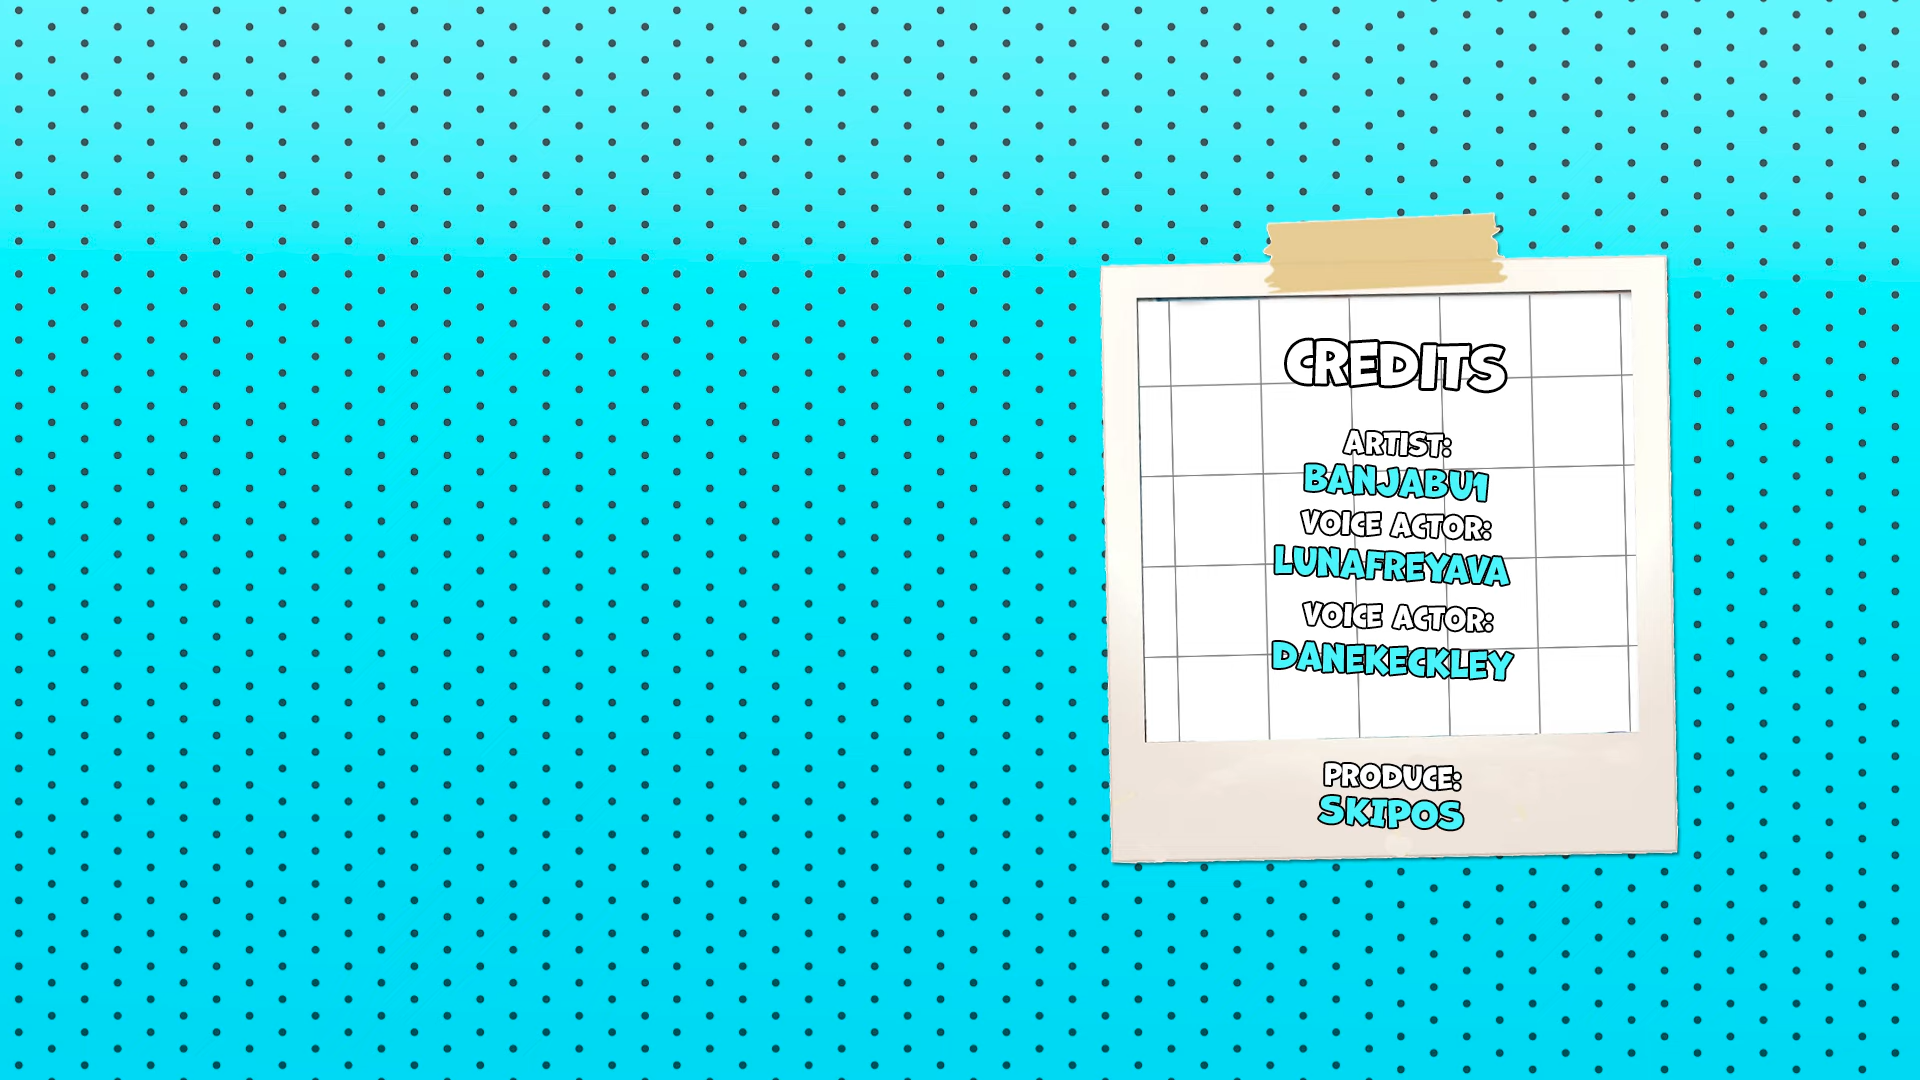 CREDITS
ARTIST:
BANJABU1
VOICE ACTOR:
LUNAFREYAVA
VOICE ACTOR:
DANEKECKLEY
PRODUCE:
SKIPOS